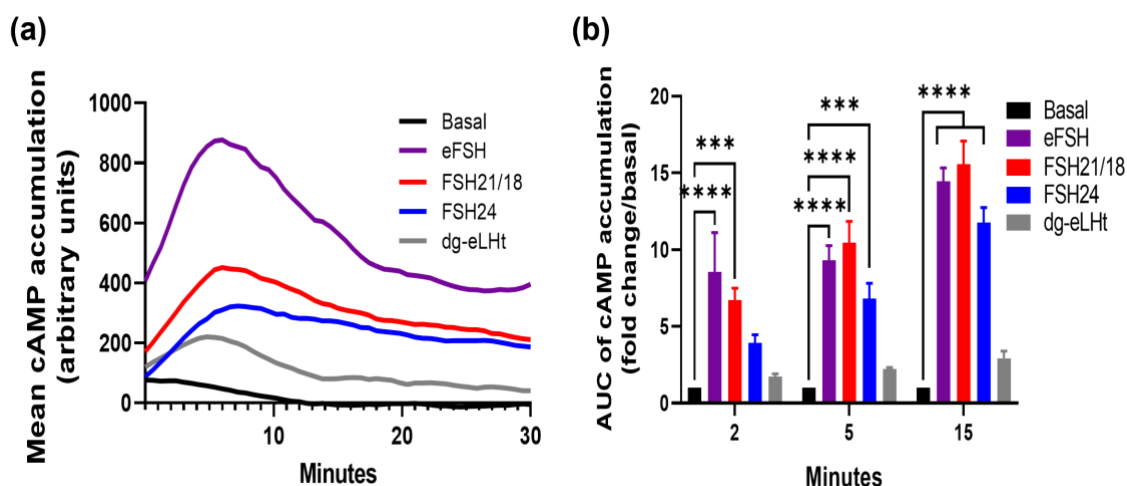 (a)
Mean cAMP accumulation
(arbitrary units)
1000
800
600
400
200
0
10
20
30
Minutes
Basal
eFSH
FSH21/18
FSH24
dg-eLHt
(b)
AUC of cAMP accumulation
(fold change/basal)
20
15
10
5
0
****
***
****
****
***
****
2
5
15
Minutes
Basal
eFSH
FSH21/18
FSH24
dg-eLHt